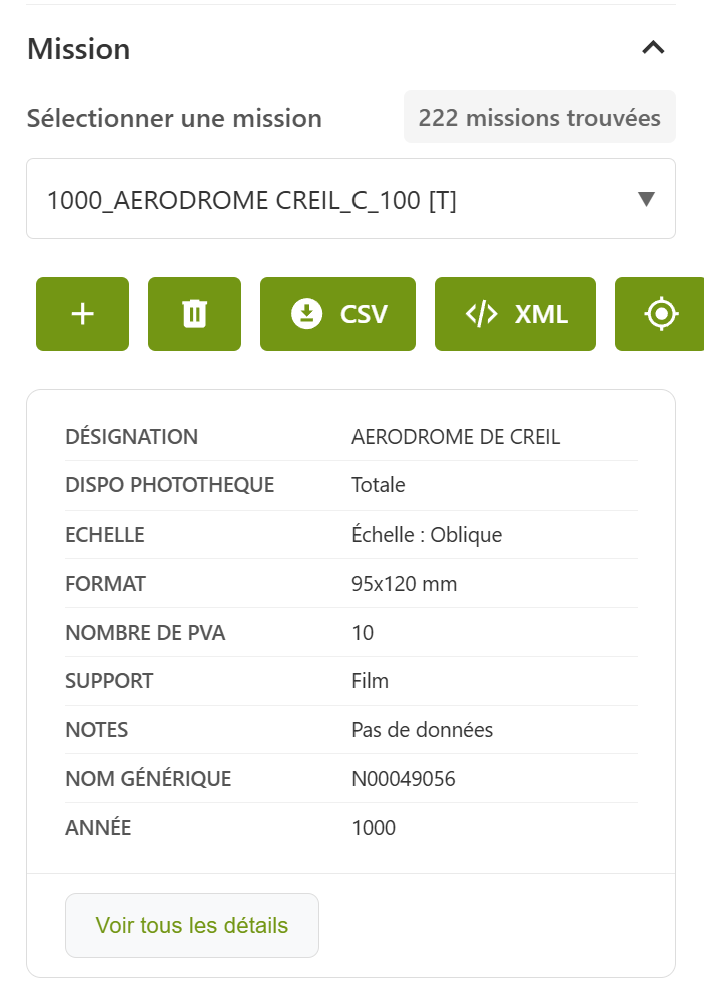 Mission
Sélectionner une mission 222 missions trouvées
1000_AERODROME CREIL_C_100 [T]
CSV XML
DÉSIGNATION AERODROME DE CREIL
DISPO PHOTOTHEQUE Totale
ECHELLE Échelle : Oblique
FORMAT 95x120 mm
NOMBRE DE PVA 10
SUPPORT Film
NOTES Pas de données
NOM GÉNÉRIQUE N00049056
ANNÉE 1000
Voir tous les détails